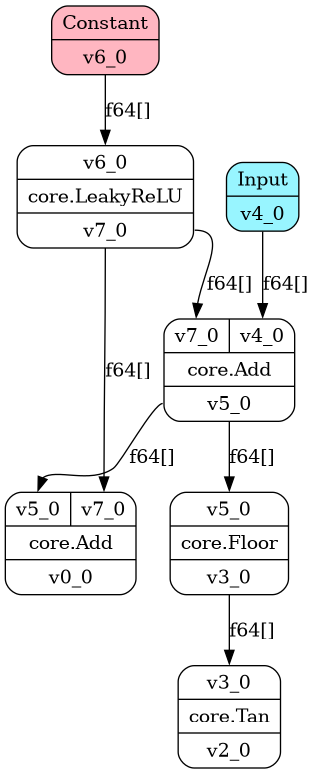 Constant
v6_0
f64[]
v6_0
core.LeakyReLU
v7_0
Input
v4_0
f64[]
f64[]
v7_0 v4_0
core.Add
v5_0
f64[]
f64[]
f64[]
v5_0 v7_0
core.Add
v0_0
v5_0
core.Floor
v3_0
f64[]
v3_0
core.Tan
v2_0